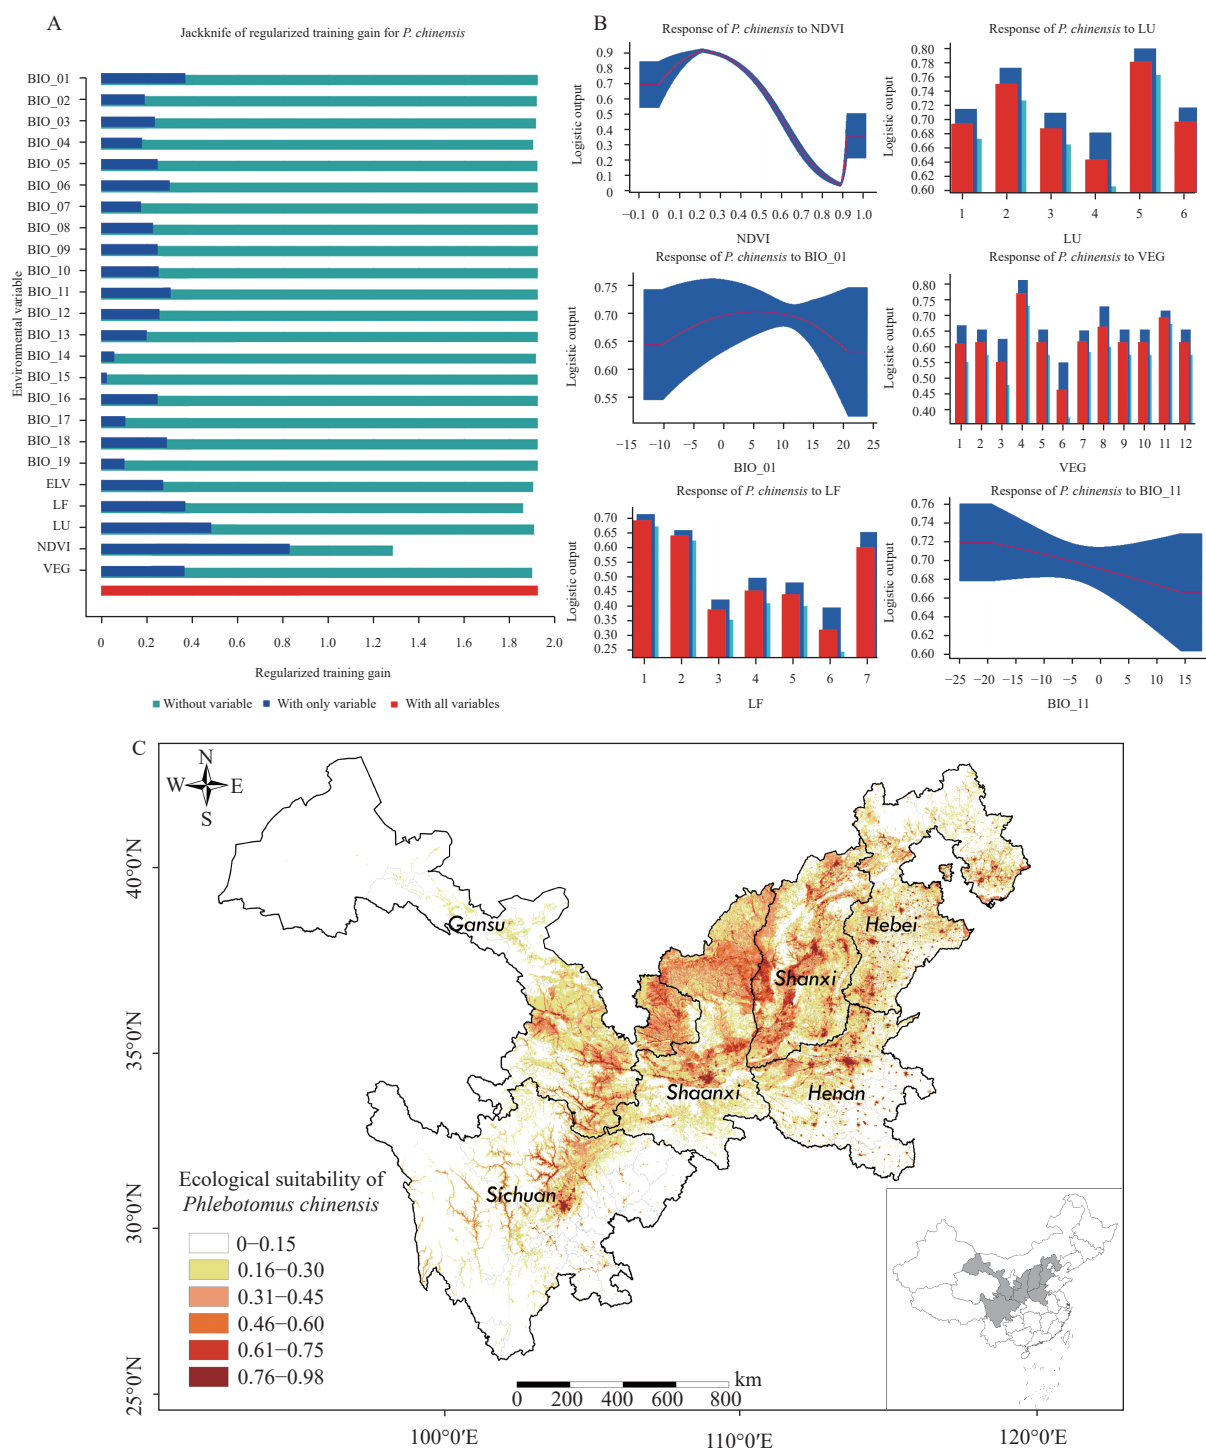 A
Jackknife of regularized training gain for P. chinensis
Environmental variable
BIO_01
BIO_02
BIO_03
BIO_04
BIO_05
BIO_06
BIO_07
BIO_08
BIO_09
BIO_10
BIO_11
BIO_12
BIO_13
BIO_14
BIO_15
BIO_16
BIO_17
BIO_18
BIO_19
ELV
LF
LU
NDVI
VEG
0 0.2 0.4 0.6 0.8 1.0 1.2 1.4 1.6 1.8 2.0
Regularized training gain
Without variable With only variable With all variables
B
Response of P. chinensis to NDVI
Logistic output
0.9
0.8
0.7
0.6
0.5
0.4
0.3
0.2
0.1
0
−0.1 0 0.1 0.2 0.3 0.4 0.5 0.6 0.7 0.8 0.9 1.0
NDVI
Response of P. chinensis to LU
Logistic output
0.80
0.78
0.76
0.74
0.72
0.70
0.68
0.66
0.64
0.62
0.60
1 2 3 4 5 6
LU
Response of P. chinensis to BIO_01
Logistic output
0.75
0.70
0.65
0.60
0.55
−15 −10 −5 0 5 10 15 20 25
BIO_01
Response of P. chinensis to VEG
Logistic output
0.80
0.75
0.70
0.65
0.60
0.55
0.50
0.45
0.40
1 2 3 4 5 6 7 8 9 10 11 12
VEG
Response of P. chinensis to LF
Logistic output
0.70
0.65
0.60
0.55
0.50
0.45
0.40
0.35
0.30
0.25
1 2 3 4 5 6 7
LF
Response of P. chinensis to BIO_11
Logistic output
0.76
0.74
0.72
0.70
0.68
0.66
0.64
0.62
0.60
−25 −20 −15 −10 −5 0 5 10 15
BIO_11
C
N
W E
S
40°0′N
35°0′N
30°0′N
25°0′N
Gansu
Hebei
Shanxi
Shaanxi
Henan
Sichuan
Ecological suitability of
Phlebotomus chinensis
0−0.15
0.16−0.30
0.31−0.45
0.46−0.60
0.61−0.75
0.76−0.98
km
0 200 400 600 800
100°0′E 110°0′E 120°0′E